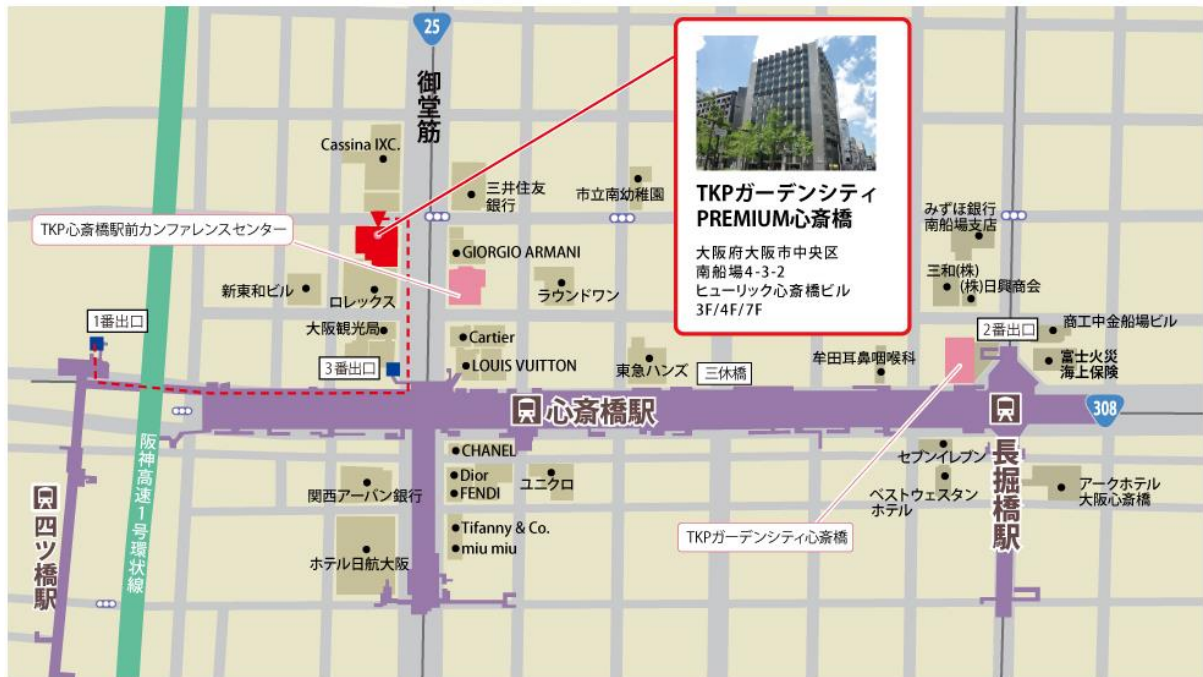 25
御堂筋
Cassina IXC.
三井住友
銀行
市立南幼稚園
TKP心斎橋駅前カンファレンスセンター
GIORGIO ARMANI
新東和ビル
ロレックス
ラウンドワン
TKPガーデンシティ
PREMIUM心斎橋
大阪府大阪市中央区
南船場4-3-2
ヒューリック心斎橋ビル
3F/4F/7F
みずほ銀行
南船場支店
三和(株)
(株)日興商会
1番出口
大阪観光局
Cartier
2番出口
商工中金船場ビル
3番出口
LOUIS VUITTON
東急ハンズ
三休橋
牟田耳鼻咽喉科
富士火災
海上保険
心斎橋駅
308
阪神高速1号環状線
四ツ橋駅
長堀橋駅
CHANEL
Dior
FENDI
ユニクロ
関西アーバン銀行
セブンイレブン
ベストウェスタン
ホテル
アークホテル
大阪心斎橋
Tifanny & Co.
miu miu
ホテル日航大阪
TKPガーデンシティ心斎橋